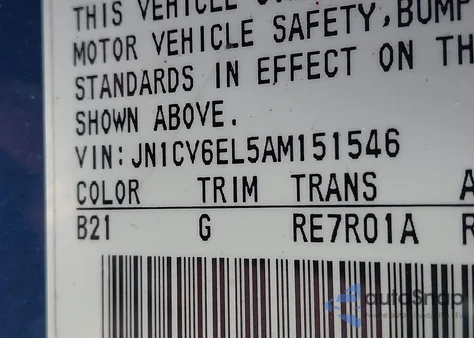 THIS VEHICLE
MOTOR VEHICLE SAFETY, BUMP
STANDARDS IN EFFECT ON TH
SHOWN ABOVE.
VIN: JN1CV6EL5AM151546
COLOR TRIM TRANS A
B21 G RE7R01A R
autoSnap